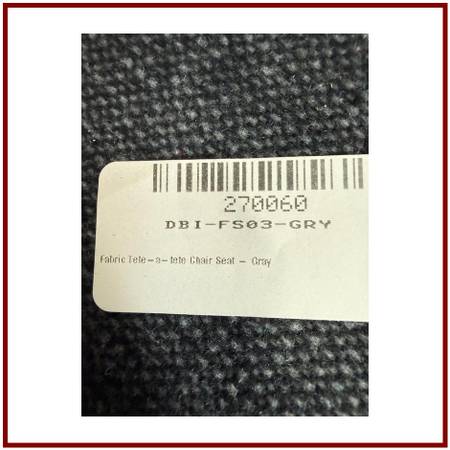 270060
DBI-FS03-GRY
Fabric Tete-a-tete Chair Seat - Gray